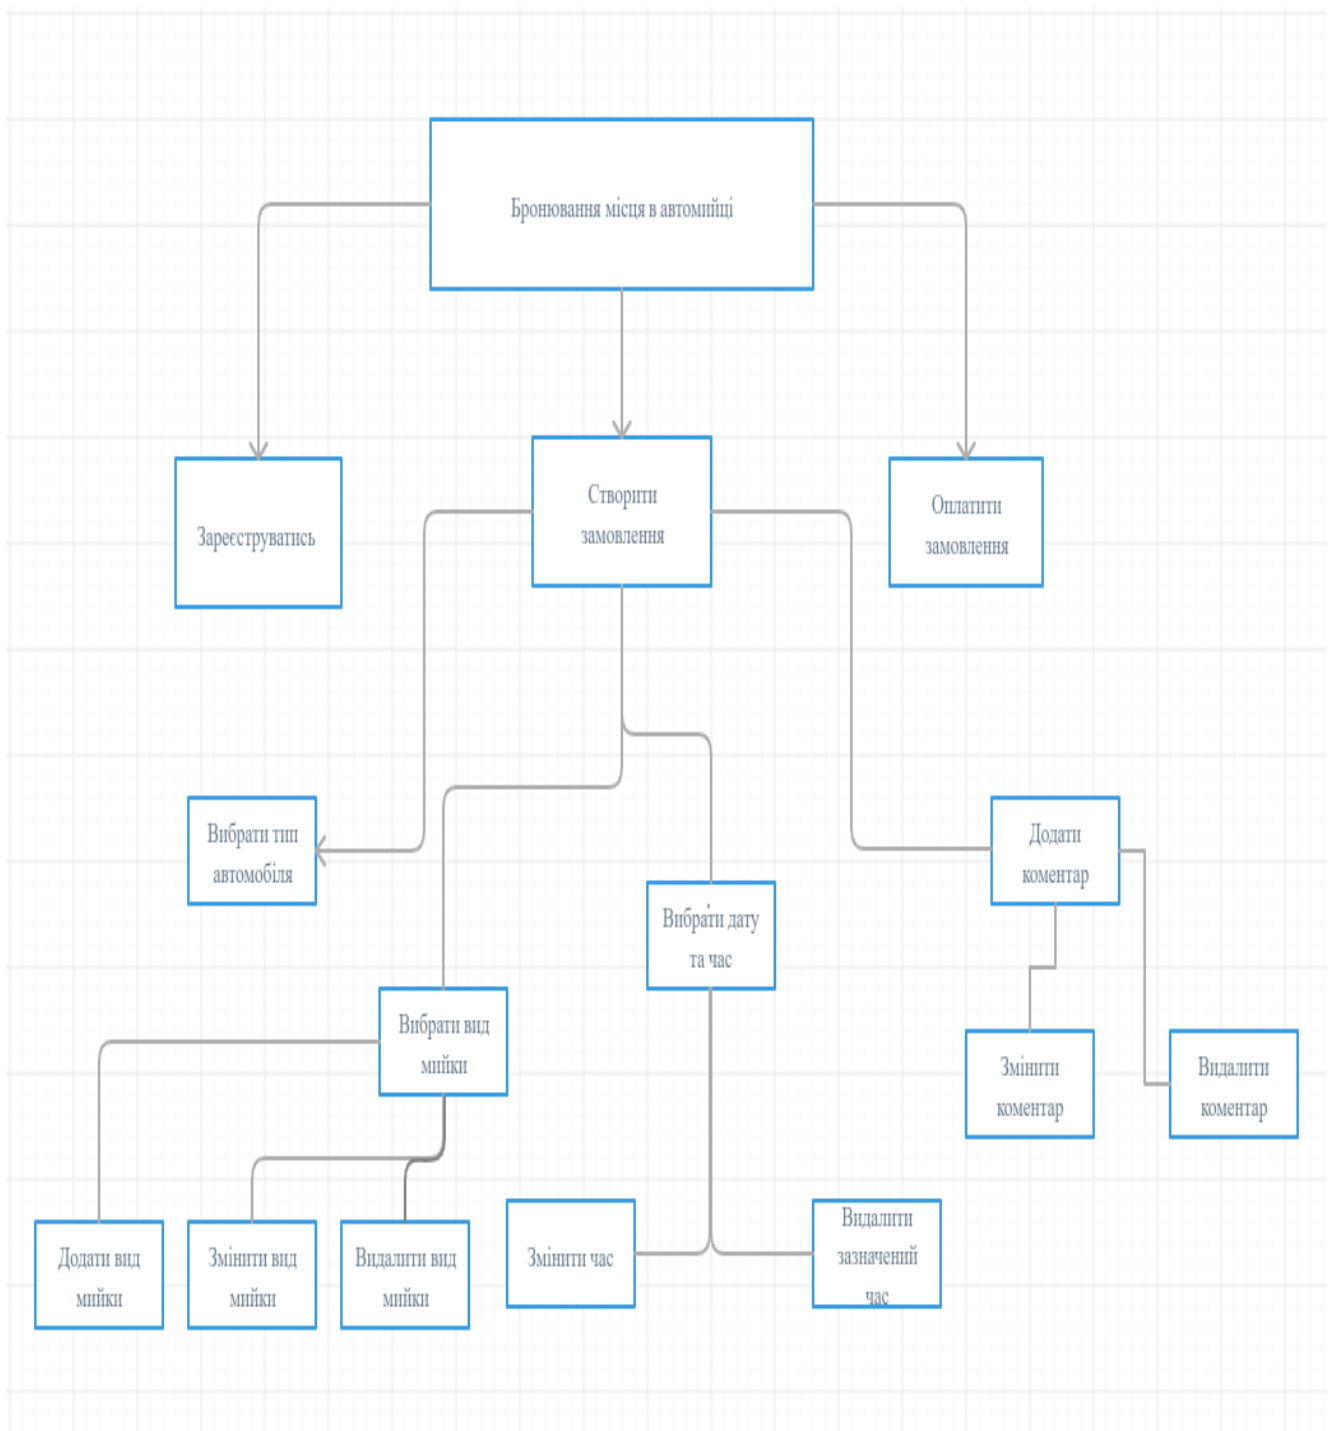 Бронювання місця в автомийці
Зареєструватись
Створити
замовлення
Оплатити
замовлення
Вибрати тип
автомобіля
Додати
коментар
Вибрати дату
та час
Вибрати вид
мийки
Змінити
коментар
Видалити
коментар
Додати вид
мийки
Змінити вид
мийки
Видалити вид
мийки
Змінити час
Видалити
зазначений
час